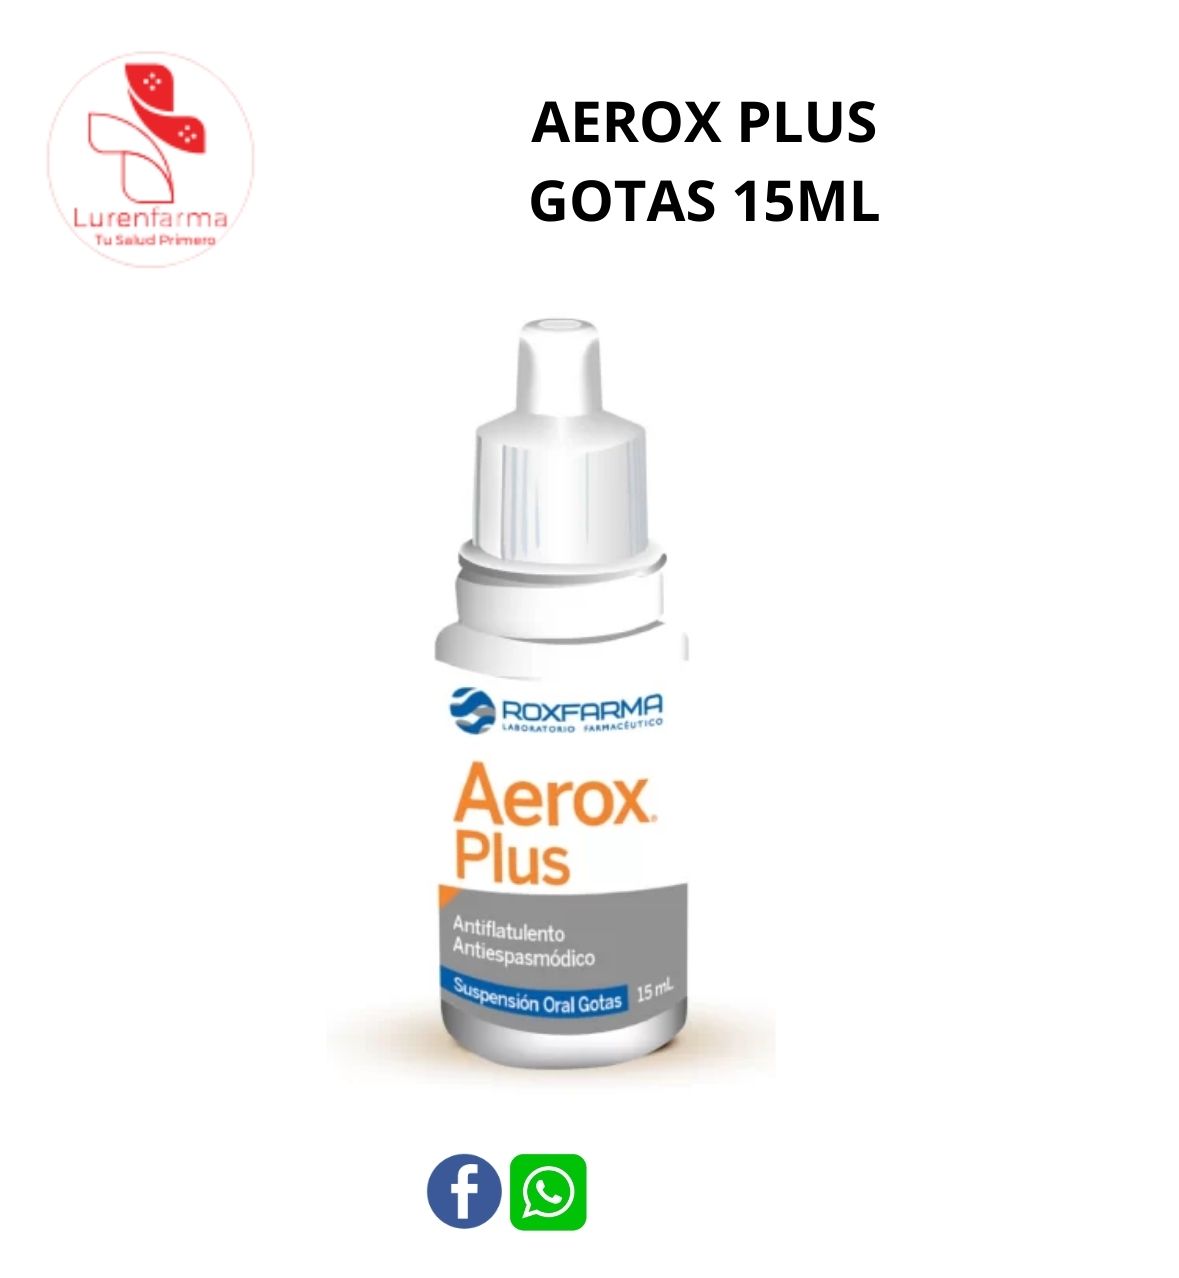 Lurenfarma
Tu Salud Primero
AEROX PLUS
GOTAS 15ML
ROXFARMA
LABORATORIO FARMACÉUTICO
Aerox®
Plus
Antiflatulento
Antiespasmódico
Suspensión Oral Gotas 15 mL